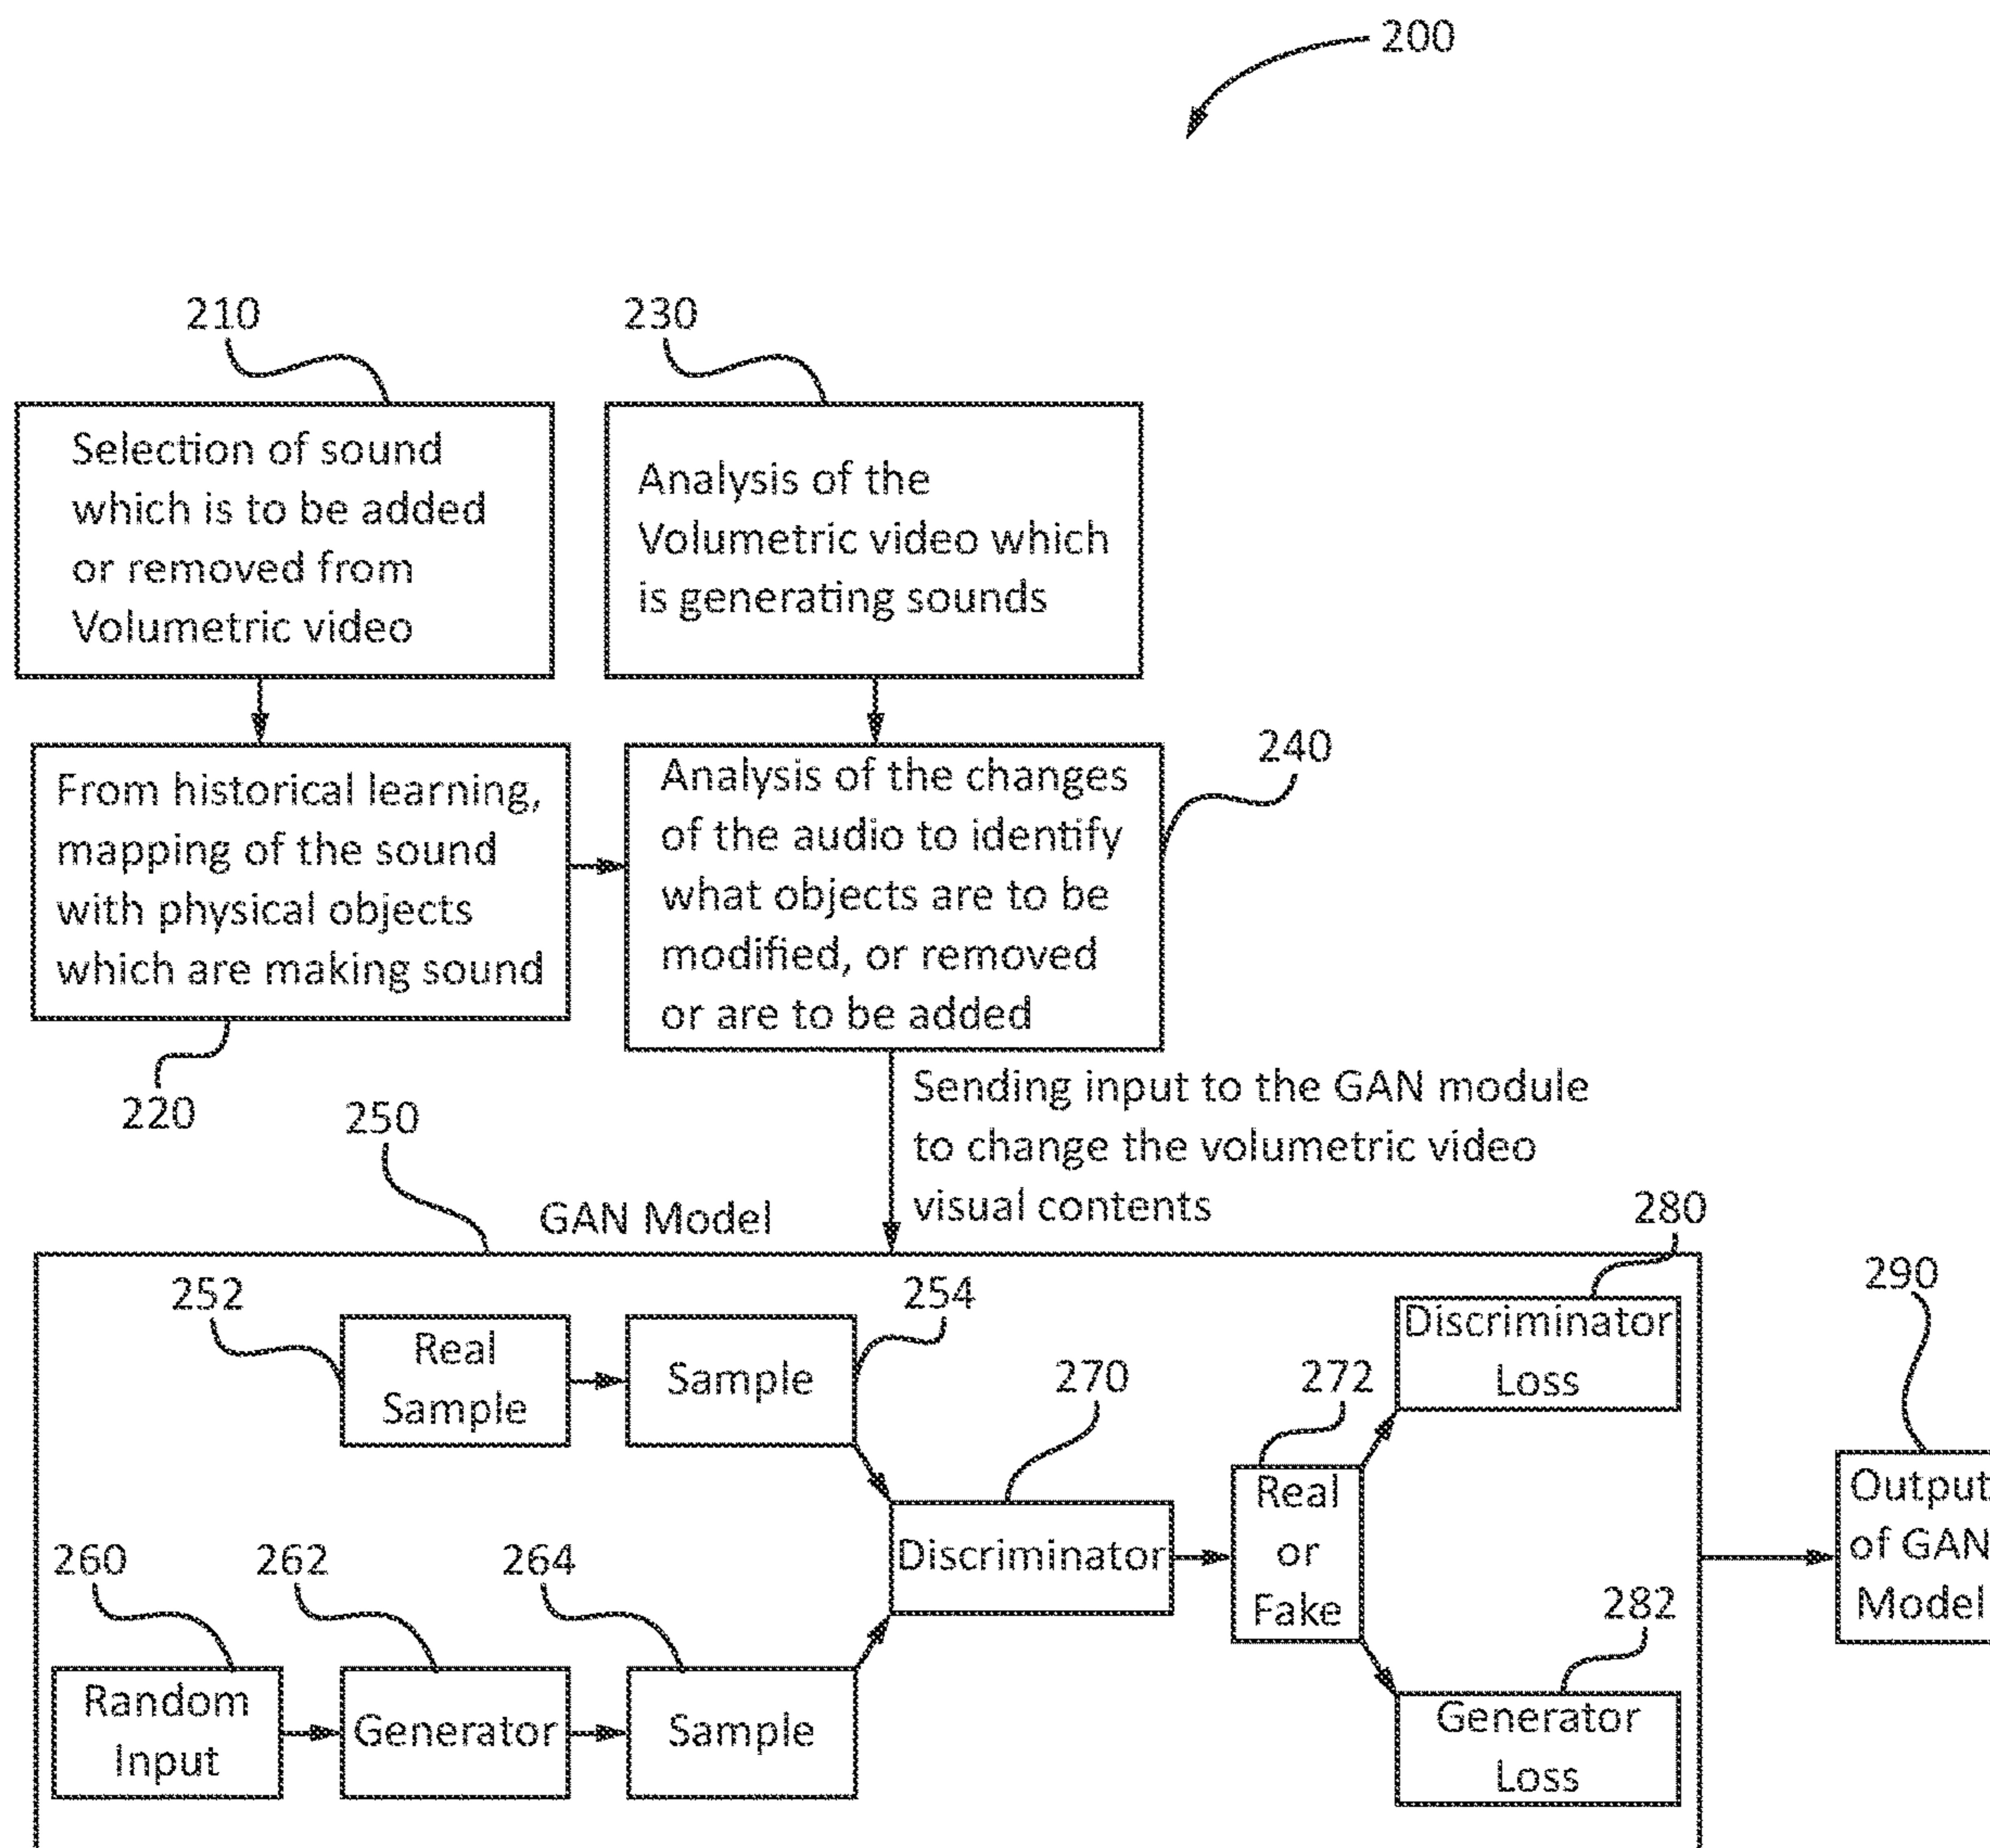 200
210
230
Selection of sound
which is to be added
or removed from
Volumetric video
Analysis of the
Volumetric video which
is generating sounds
From historical learning,
mapping of the sound
with physical objects
which are making sound
220
Analysis of the changes
of the audio to identify
what objects are to be
modified, or removed
or are to be added
240
Sending input to the GAN module
to change the volumetric video
visual contents
250
GAN Model
252
Real
Sample
254
Sample
260
Random
Input
262
Generator
264
Sample
270
Discriminator
272
Real
or
Fake
280
Discriminator
Loss
282
Generator
Loss
290
Output
of GAN
Model